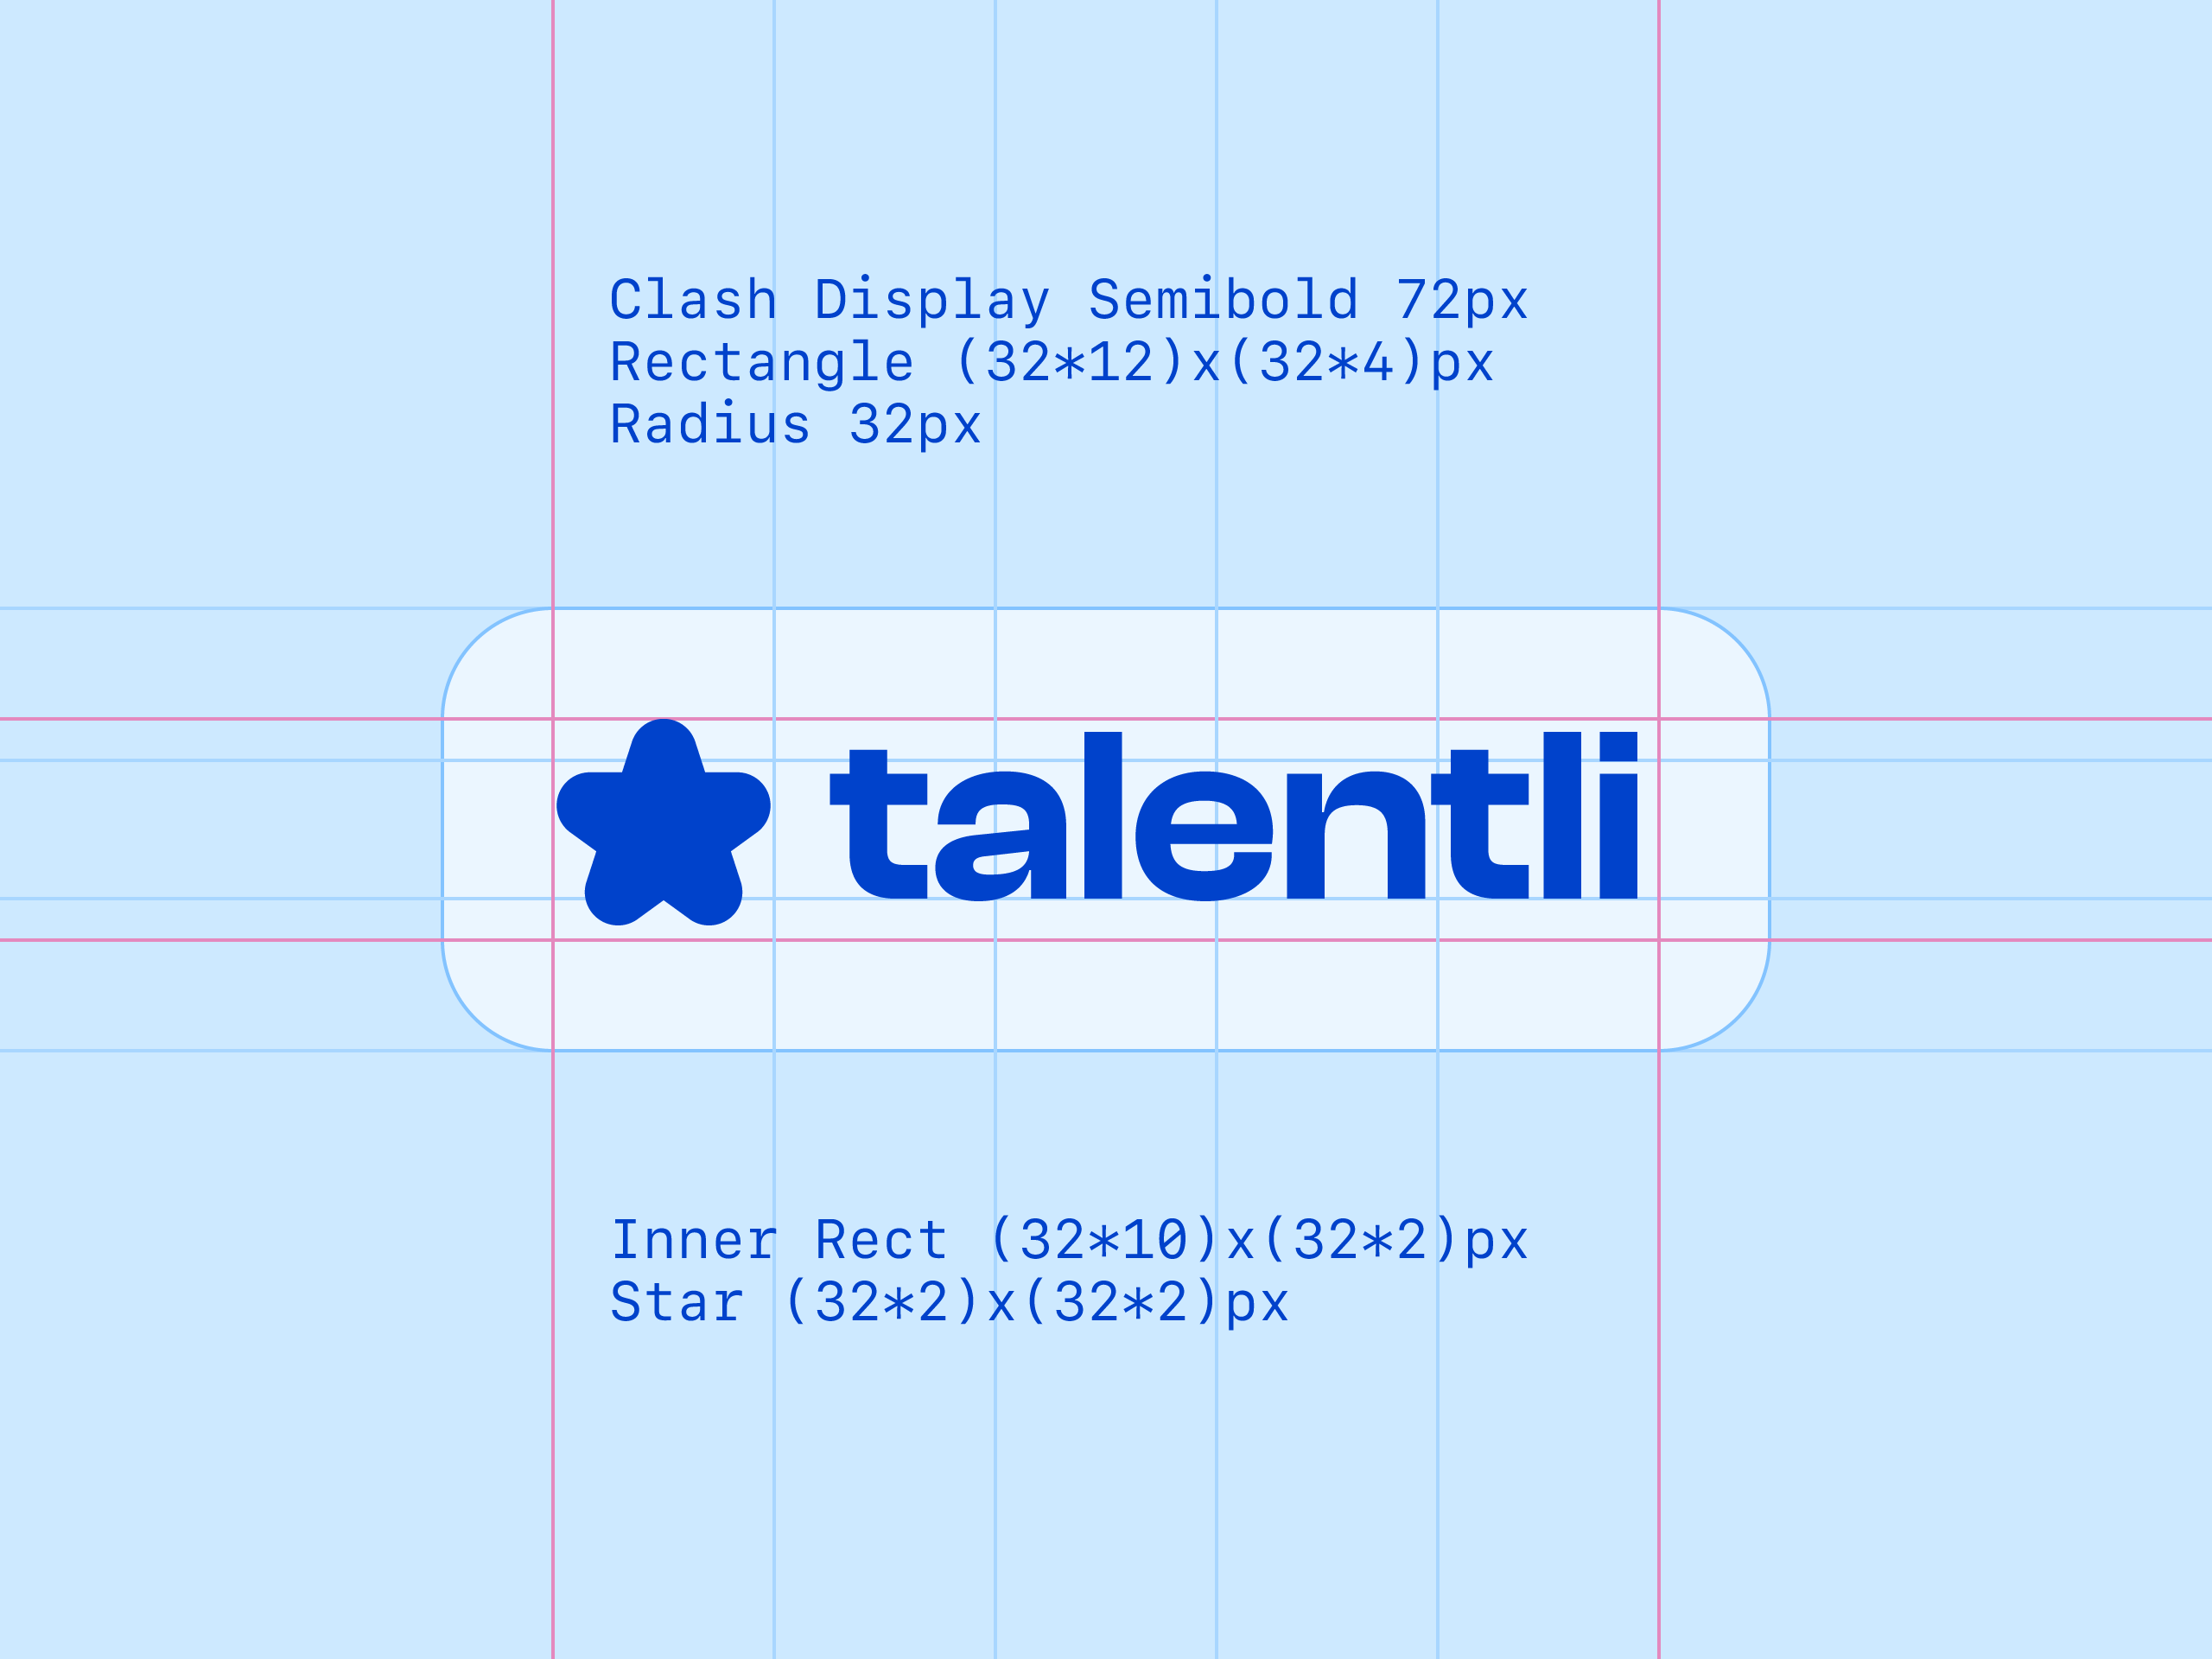 Clash Display Semibold 72px
Rectangle (32*12)x(32*4)px
Radius 32px
talentli
Inner Rect (32*10)x(32*2)px
Star (32*2)x(32*2)px